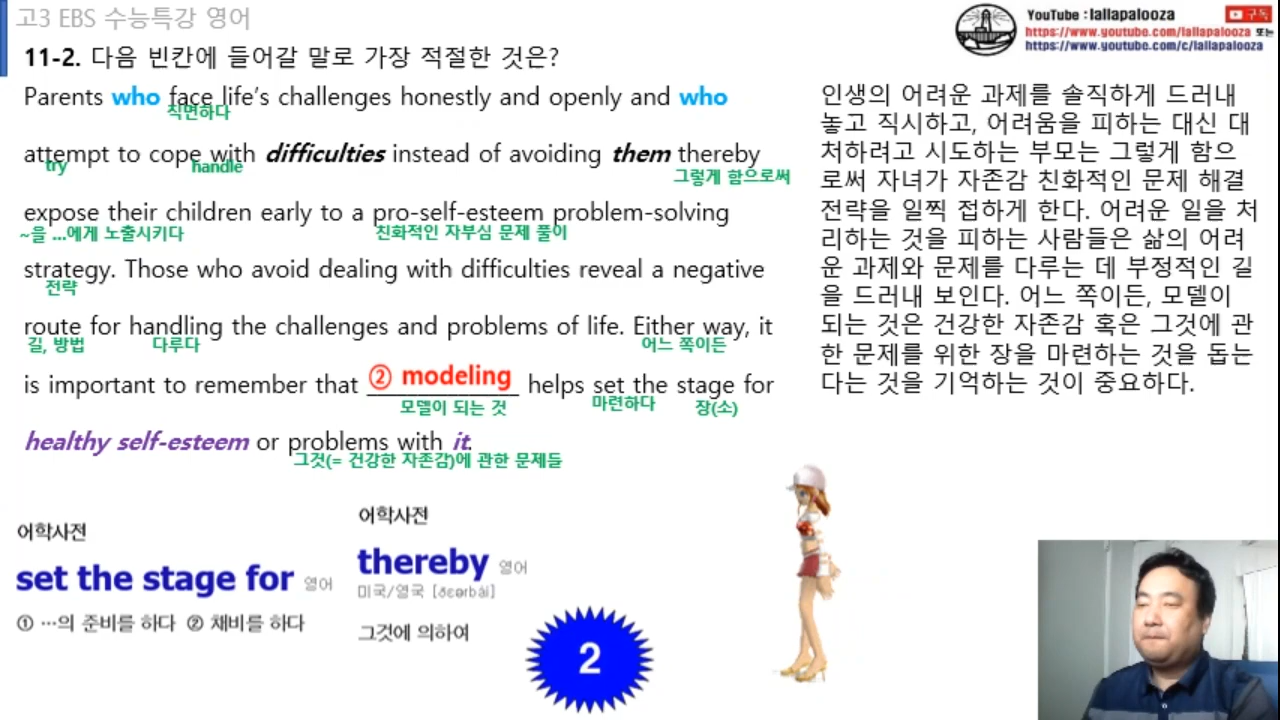 고3 EBS 수능특강 영어
YouTube : lallapalooza
구독
https://www.youtube.com/lallapalooza 또는
https://www.youtube.com/c/lallapalooza
11-2. 다음 빈칸에 들어갈 말로 가장 적절한 것은?
Parents who face life's challenges honestly and openly and who
직면하다
attempt to cope with difficulties instead of avoiding them thereby
try handle 그렇게 함으로써
expose their children early to a pro-self-esteem problem-solving
~을 ...에게 노출시키다 친화적인 자부심 문제 풀이
strategy. Those who avoid dealing with difficulties reveal a negative
전략
route for handling the challenges and problems of life. Either way, it
길, 방법 다루다 어느 쪽이든
is important to remember that ② modeling helps set the stage for
모델이 되는 것 마련하다 장(소)
healthy self-esteem or problems with it.
그것(= 건강한 자존감)에 관한 문제들
인생의 어려운 과제를 솔직하게 드러내
놓고 직시하고, 어려움을 피하는 대신 대
처하려고 시도하는 부모는 그렇게 함으
로써 자녀가 자존감 친화적인 문제 해결
전략을 일찍 접하게 한다. 어려운 일을 처
리하는 것을 피하는 사람들은 삶의 어려
운 과제와 문제를 다루는 데 부정적인 길
을 드러내 보인다. 어느 쪽이든, 모델이
되는 것은 건강한 자존감 혹은 그것에 관
한 문제를 위한 장을 마련하는 것을 돕는
다는 것을 기억하는 것이 중요하다.
어학사전
set the stage for 영어
① …의 준비를 하다 ② 채비를 하다
어학사전
thereby 영어
미국/영국 [ðɛərbái]
그것에 의하여
2